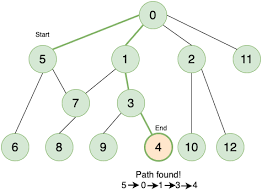 0
Start
5 1 2 11
7 3
End
6 8 9 4 10 12
Path found!
5 → 0 → 1 → 3 → 4